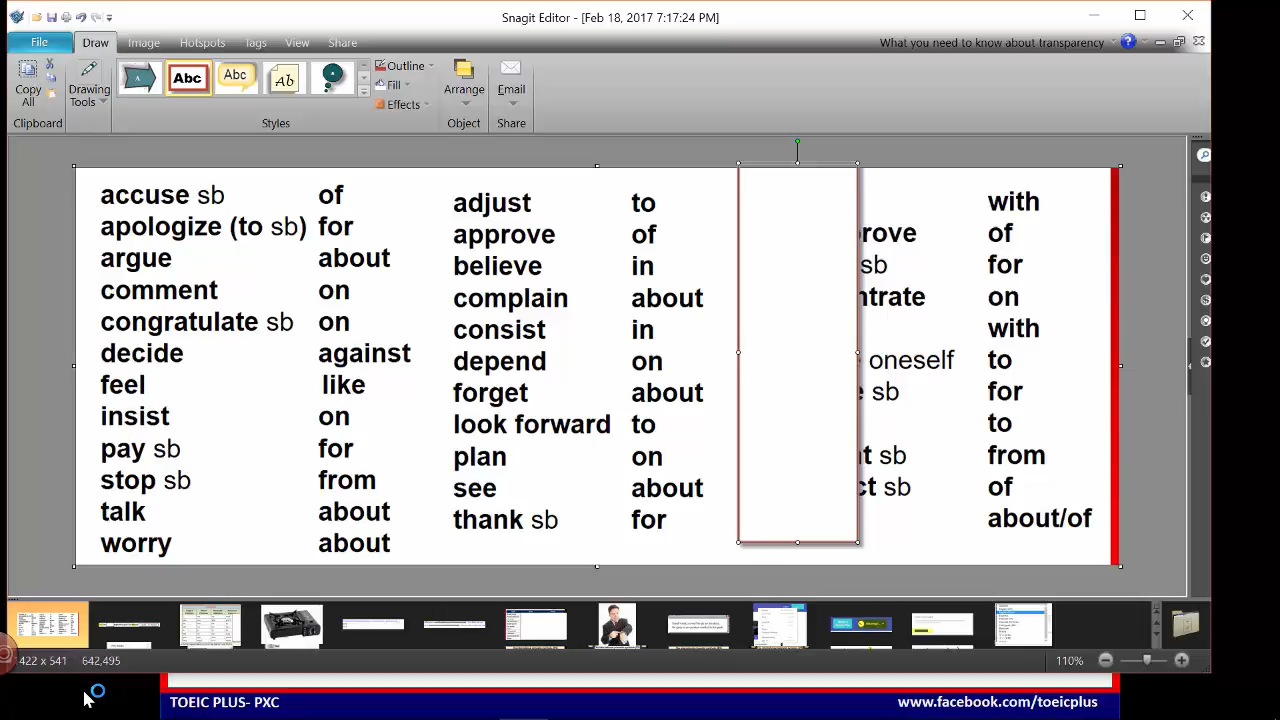 Snagit Editor - [Feb 18, 2017 7:17:24 PM]
File Draw Image Hotspots Tags View Share
What you need to know about transparency
Copy All
Drawing Tools
Abc
Abc
Ab
Outline
Fill
Effects
Arrange
Email
Clipboard
Styles
Object
Share
accuse sb of
apologize (to sb) for
argue about
comment on
congratulate sb on
decide against
feel like
insist on
pay sb for
stop sb from
talk about
worry about
adjust to
approve of
believe in
complain about
consist in
depend on
forget about
look forward to
plan on
see about
thank sb for
with
rove of
sb for
ntrate on
with
oneself to
sb for
to
t sb from
ct sb of
about/of
422 x 541 642,495
110%
TOEIC PLUS- PXC
www.facebook.com/toeicplus